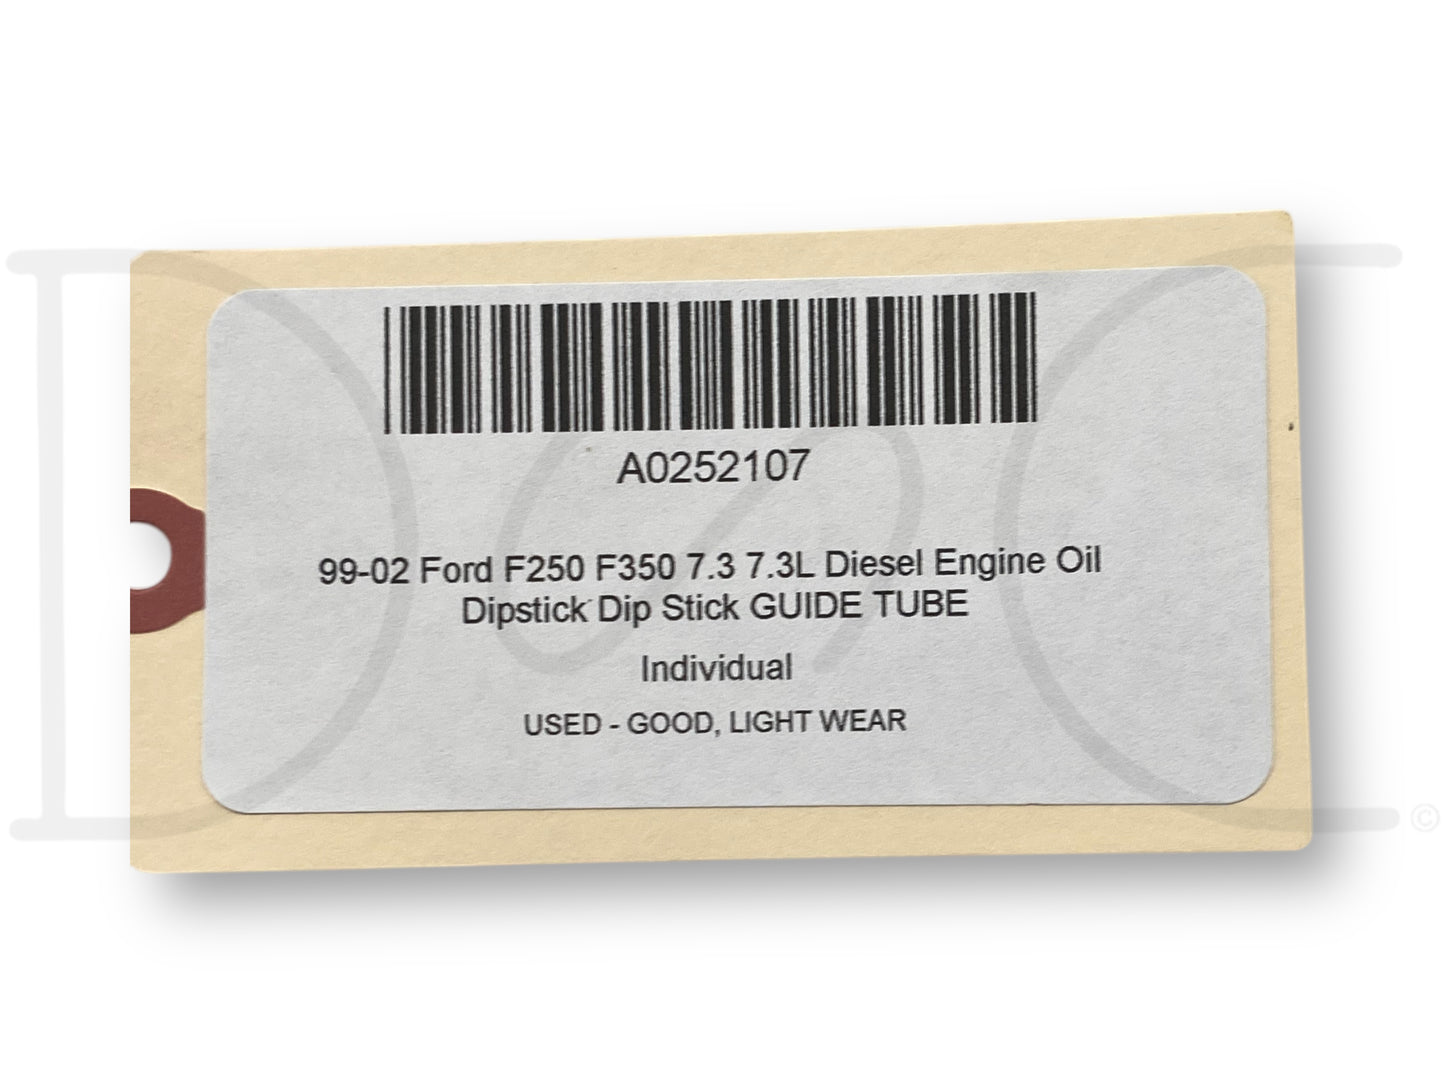 A0252107
99-02 Ford F250 F350 7.3 7.3L Diesel Engine Oil
Dipstick Dip Stick GUIDE TUBE
Individual
USED - GOOD, LIGHT WEAR
©